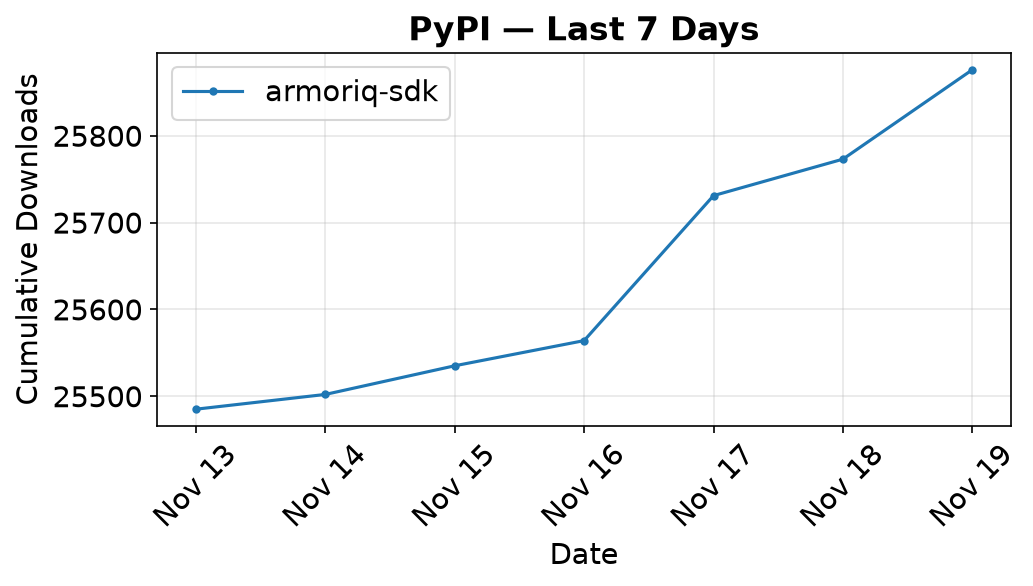 PyPI — Last 7 Days
armoriq-sdk
Cumulative Downloads
25800
25700
25600
25500
Nov 13
Nov 14
Nov 15
Nov 16
Nov 17
Nov 18
Nov 19
Date